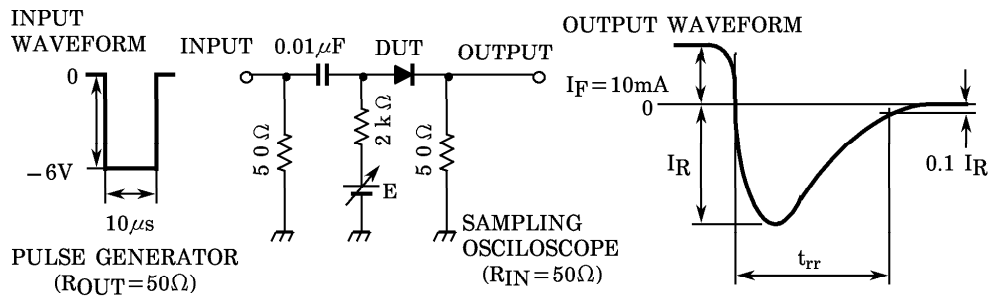 INPUT
WAVEFORM
0
−6V
10μs
PULSE GENERATOR
(ROUT=50Ω)
INPUT
0.01μF
DUT
OUTPUT
50Ω
2kΩ
E
50Ω
SAMPLING
OSCILOSCOPE
(RIN=50Ω)
OUTPUT WAVEFORM
IF=10mA
0
IR
0.1 IR
trr